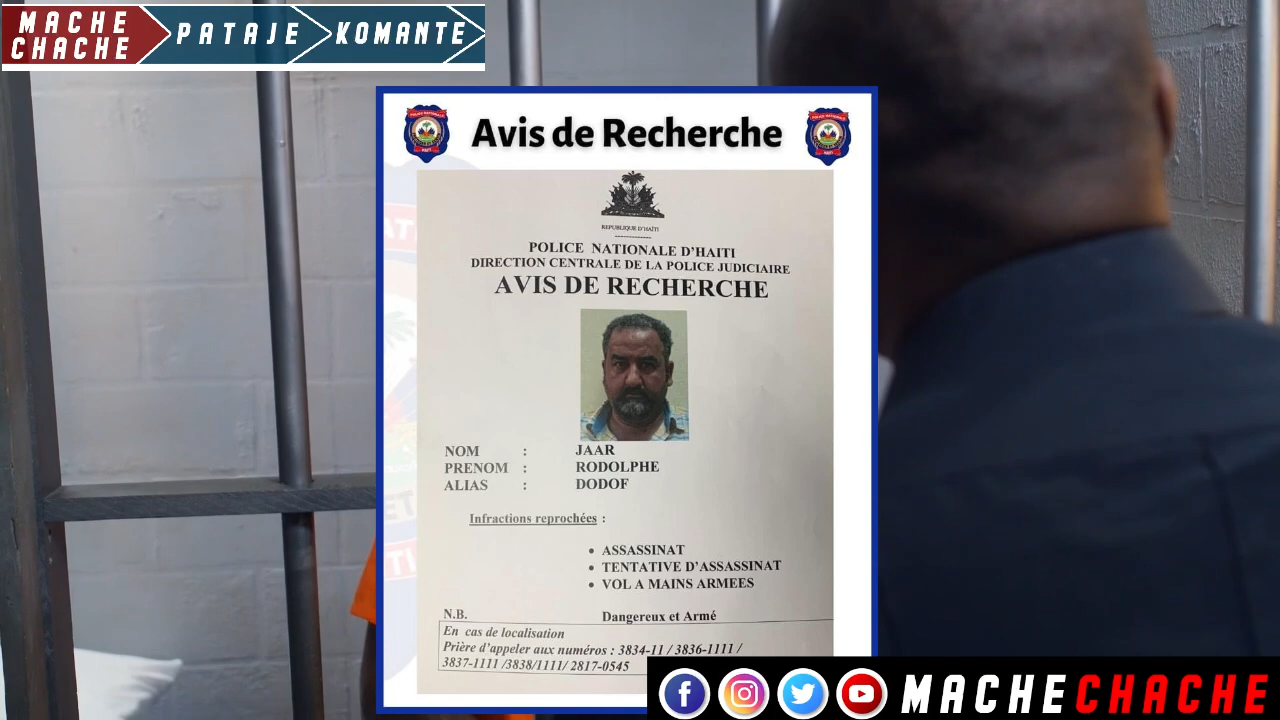 MACHE
CHACHE
PATAJE
KOMANTE
Avis de Recherche
REPUBLIQUE D'HAÏTI
POLICE NATIONALE D'HAITI
DIRECTION CENTRALE DE LA POLICE JUDICIAIRE
AVIS DE RECHERCHE
NOM : JAAR
PRENOM : RODOLPHE
ALIAS : DODOF
Infractions reprochées :
• ASSASSINAT
• TENTATIVE D'ASSASSINAT
• VOL A MAINS ARMEES
N.B. Dangereux et Armé
En cas de localisation
Prière d'appeler aux numéros : 3834-11 / 3836-1111 /
3837-1111 /3838/1111/ 2817-0545
MACHECHACHE